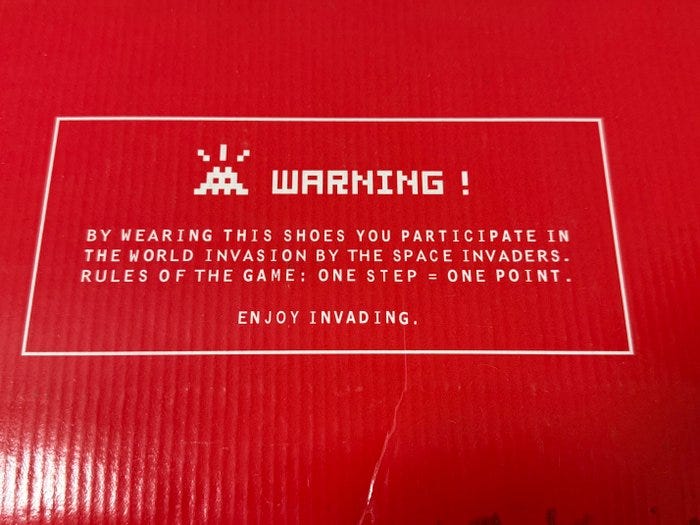 WARNING !
BY WEARING THIS SHOES YOU PARTICIPATE IN
THE WORLD INVASION BY THE SPACE INVADERS.
RULES OF THE GAME: ONE STEP = ONE POINT.
ENJOY INVADING.